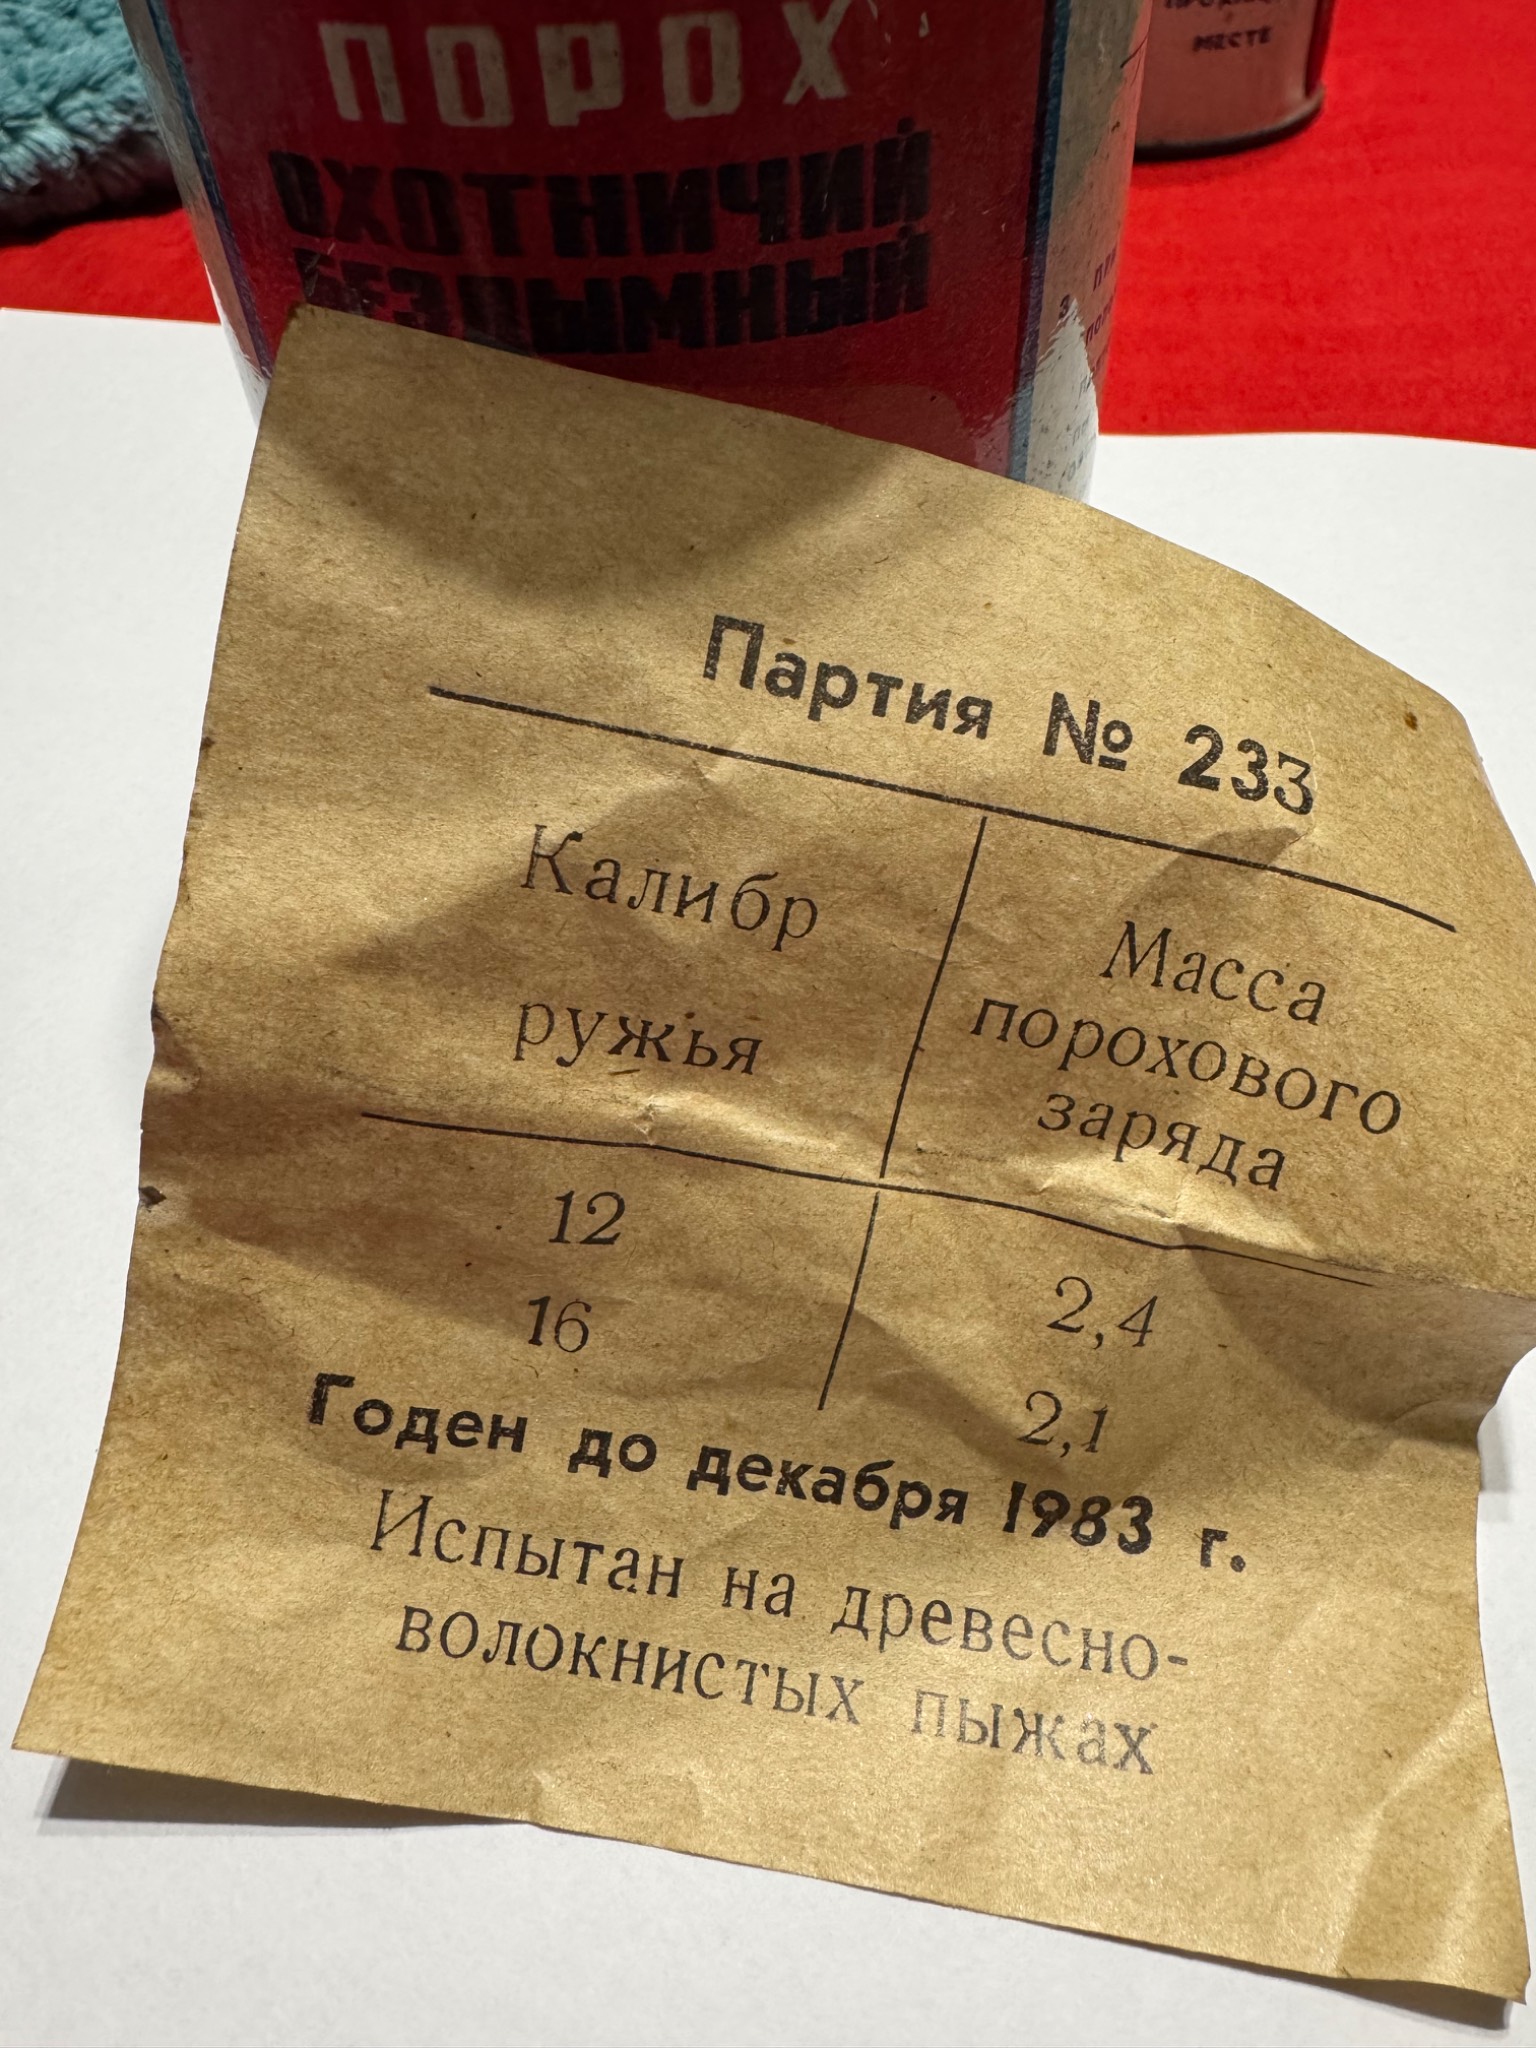 ПОРОХ
ОХОТНИЧИЙ
БЕЗДЫМНЫЙ
МЕСТЕ
Партия № 233
Калибр
ружья
Масса
порохового
заряда
12
2,4
16
2,1
Годен до декабря 1983 г.
Испытан на древесно-
волокнистых пыжах